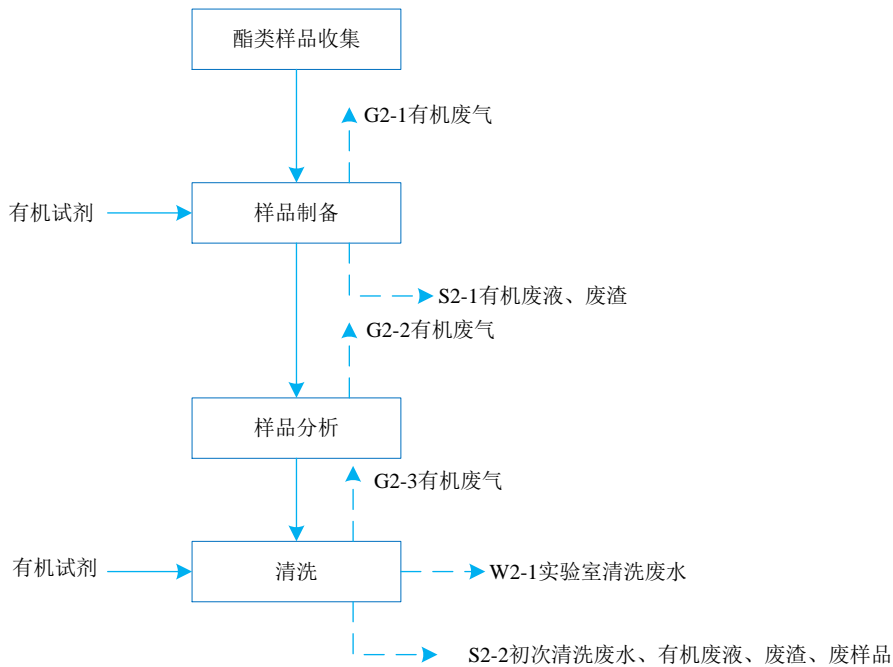 酯类样品收集
G2-1有机废气
有机试剂
样品制备
S2-1有机废液、废渣
G2-2有机废气
样品分析
G2-3有机废气
有机试剂
清洗
W2-1实验室清洗废水
S2-2初次清洗废水、有机废液、废渣、废样品